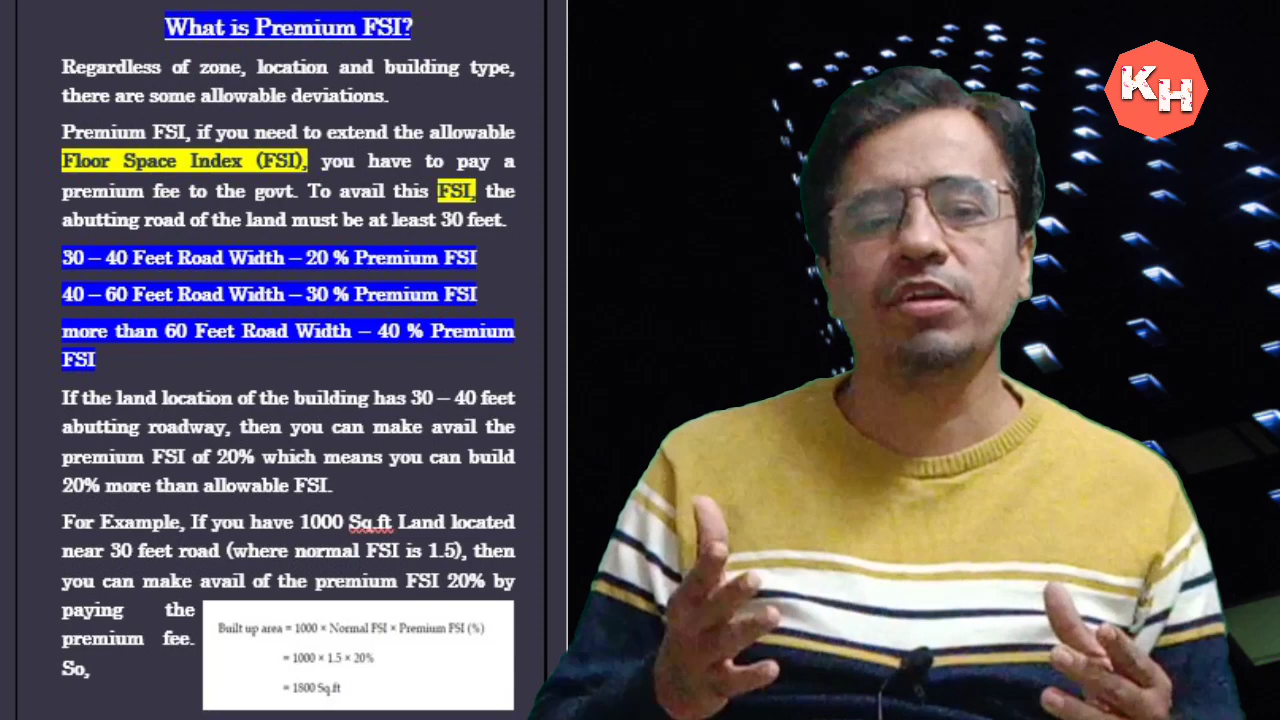 What is Premium FSI?
Regardless of zone, location and building type,
there are some allowable deviations.
Premium FSI, if you need to extend the allowable
Floor Space Index (FSI), you have to pay a
premium fee to the govt. To avail this FSI, the
abutting road of the land must be at least 30 feet.
30 – 40 Feet Road Width – 20 % Premium FSI
40 – 60 Feet Road Width – 30 % Premium FSI
more than 60 Feet Road Width – 40 % Premium
FSI
If the land location of the building has 30 – 40 feet
abutting roadway, then you can make avail the
premium FSI of 20% which means you can build
20% more than allowable FSI.
For Example, If you have 1000 Sq.ft Land located
near 30 feet road (where normal FSI is 1.5), then
you can make avail of the premium FSI 20% by
paying the
premium fee.
So,
Built up area = 1000 × Normal FSI × Premium FSI (%)
= 1000 × 1.5 × 20%
= 1800 Sq.ft
KH